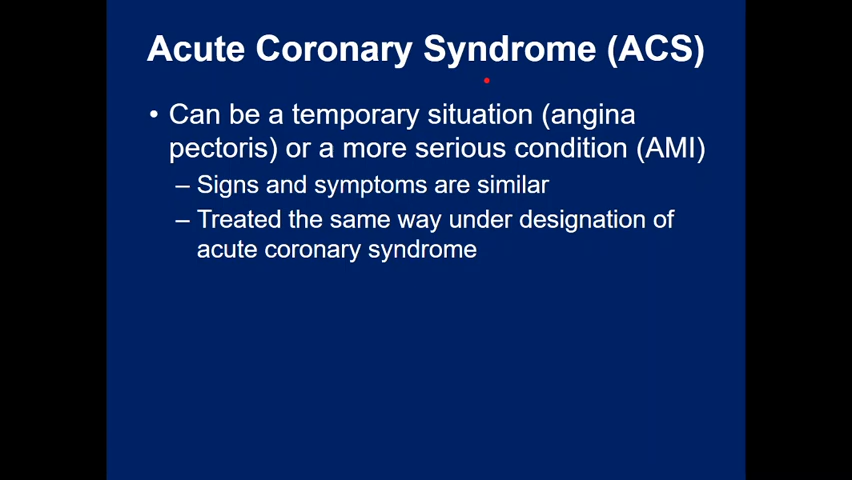 Acute Coronary Syndrome (ACS)
• Can be a temporary situation (angina
pectoris) or a more serious condition (AMI)
– Signs and symptoms are similar
– Treated the same way under designation of
acute coronary syndrome